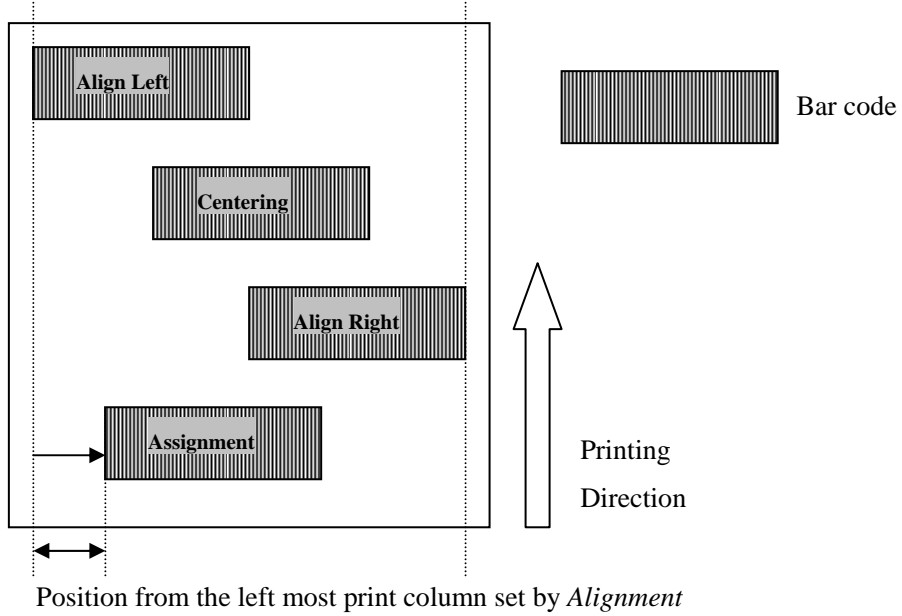 Align Left
Bar code
Centering
Align Right
Assignment
Printing
Direction
Position from the left most print column set by Alignment